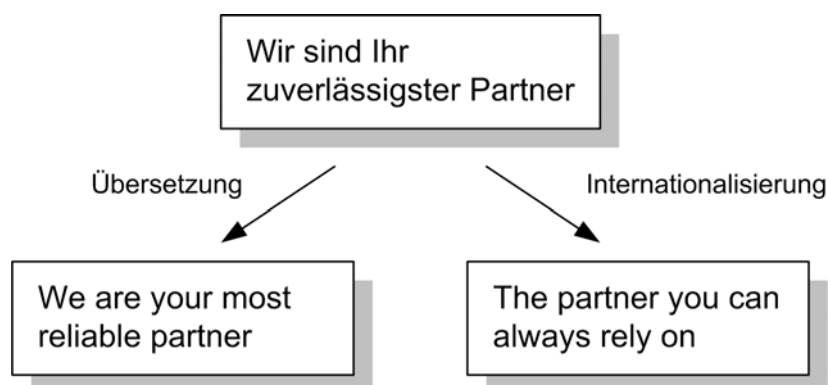 Wir sind Ihr
zuverlässigster Partner
Übersetzung
Internationalisierung
We are your most
reliable partner
The partner you can
always rely on